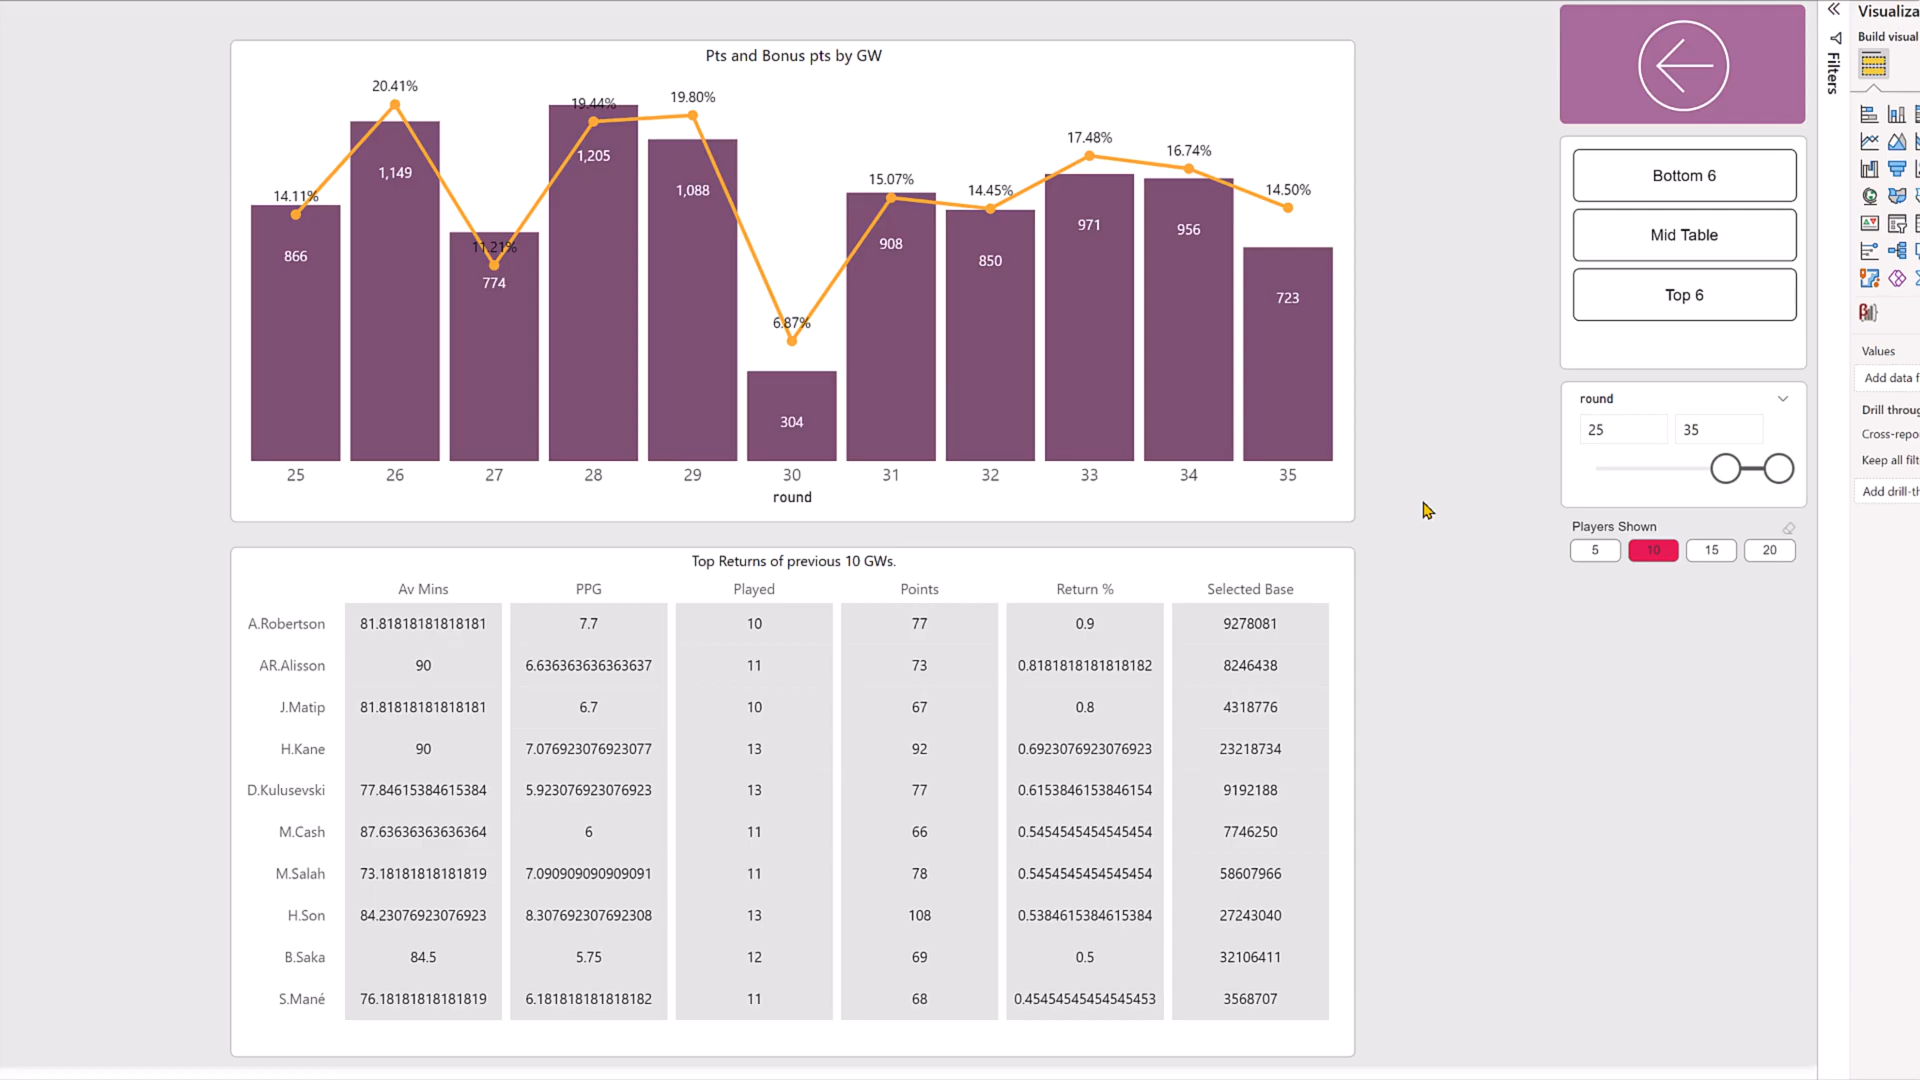 Pts and Bonus pts by GW
14.11% 20.41% 11.21% 19.44% 19.80% 6.87% 15.07% 14.45% 17.48% 16.74% 14.50%
866 1,149 774 1,205 1,088 304 908 850 971 956 723
25 26 27 28 29 30 31 32 33 34 35
round
Top Returns of previous 10 GWs.
Av Mins PPG Played Points Return % Selected Base
A.Robertson 81.81818181818181 7.7 10 77 0.9 9278081
AR.Alisson 90 6.636363636363637 11 73 0.8181818181818182 8246438
J.Matip 81.81818181818181 6.7 10 67 0.8 4318776
H.Kane 90 7.076923076923077 13 92 0.6923076923076923 23218734
D.Kulusevski 77.84615384615384 5.923076923076923 13 77 0.6153846153846154 9192188
M.Cash 87.63636363636364 6 11 66 0.5454545454545454 7746250
M.Salah 73.18181818181819 7.090909090909091 11 78 0.5454545454545454 58607966
H.Son 84.23076923076923 8.307692307692308 13 108 0.5384615384615384 27243040
B.Saka 84.5 5.75 12 69 0.5 32106411
S.Mané 76.18181818181819 6.181818181818182 11 68 0.45454545454545453 3568707
Bottom 6
Mid Table
Top 6
round
25 35
Players Shown
5 10 15 20
Filters
Visualiza
Build visual
Values
Add data f
Drill throug
Cross-repo
Keep all filt
Add drill-th